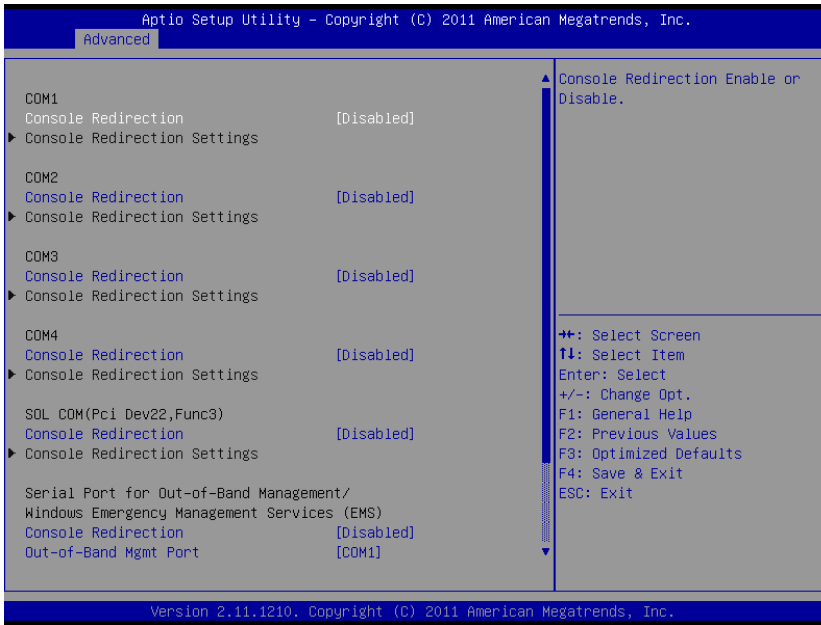 Aptio Setup Utility – Copyright (C) 2011 American Megatrends, Inc.
Advanced
COM1
Console Redirection [Disabled]
▶ Console Redirection Settings
COM2
Console Redirection [Disabled]
▶ Console Redirection Settings
COM3
Console Redirection [Disabled]
▶ Console Redirection Settings
COM4
Console Redirection [Disabled]
▶ Console Redirection Settings
SOL COM(Pci Dev22,Func3)
Console Redirection [Disabled]
▶ Console Redirection Settings
Serial Port for Out-of-Band Management/
Windows Emergency Management Services (EMS)
Console Redirection [Disabled]
Out-of-Band Mgmt Port [COM1]
Console Redirection Enable or
Disable.
→←: Select Screen
↑↓: Select Item
Enter: Select
+/-: Change Opt.
F1: General Help
F2: Previous Values
F3: Optimized Defaults
F4: Save & Exit
ESC: Exit
Version 2.11.1210. Copyright (C) 2011 American Megatrends, Inc.